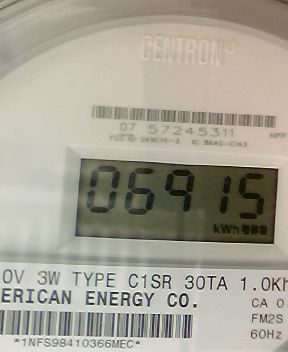 CENTRON®
07 57245311
06915
kWh
0V 3W TYPE C1SR 30TA 1.0Kh
ERICAN ENERGY CO.
CA 0.
FM2S
60Hz
*1NFS98410366MEC*